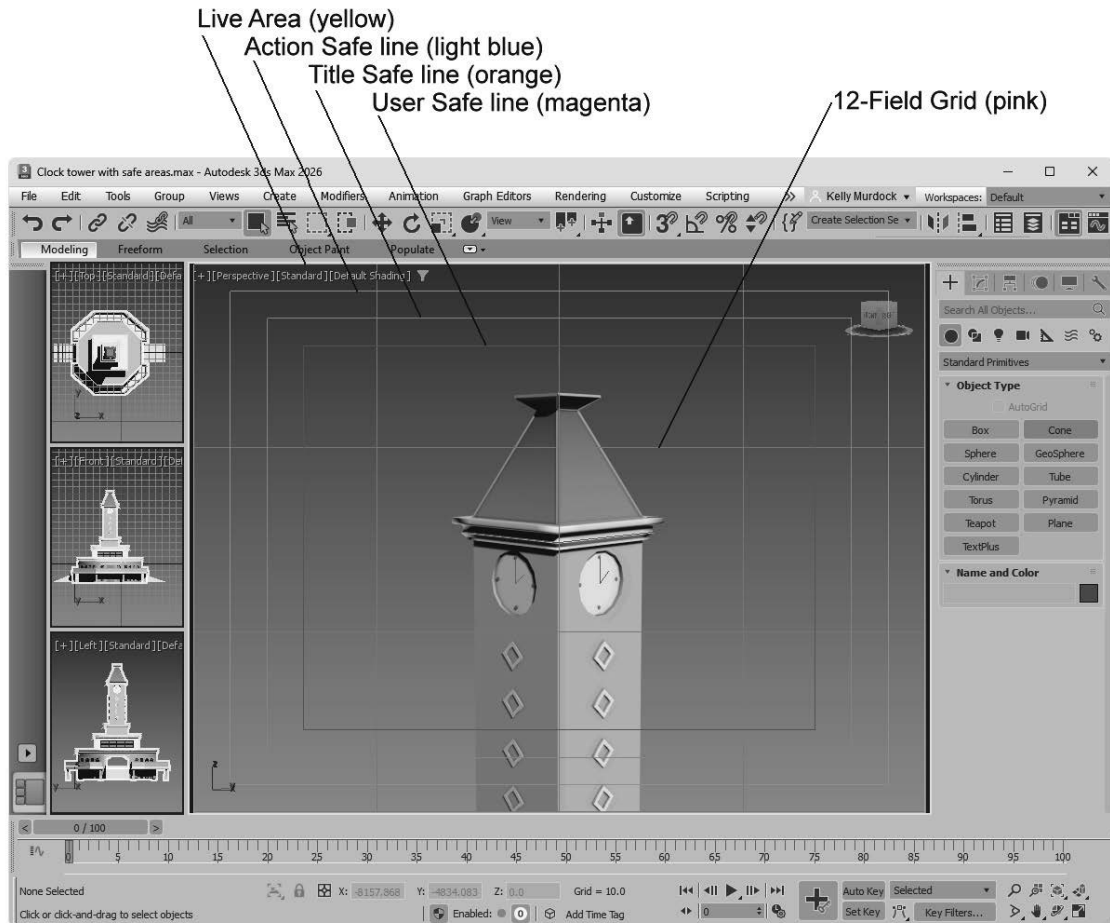 Live Area (yellow)
Action Safe line (light blue)
Title Safe line (orange)
User Safe line (magenta)
12-Field Grid (pink)
Clock tower with safe areas.max - Autodesk 3ds Max 2026
File Edit Tools Group Views Create Modifiers Animation Graph Editors Rendering Customize Scripting Kelly Murdock Workspaces: Default
All View Create Selection Se
Modeling Freeform Selection Object Paint Populate
[+][Top][Standard][Defa
[+][Perspective][Standard][Default Shading]
Search All Objects...
Standard Primitives
Object Type
AutoGrid
Box Cone
Sphere GeoSphere
Cylinder Tube
Torus Pyramid
Teapot Plane
TextPlus
Name and Color
y
z x
[+][Front][Standard][Def
y x
[+][Left][Standard][Defa
y x
z
y
0 / 100
0 5 10 15 20 25 30 35 40 45 50 55 60 65 70 75 80 85 90 95 100
None Selected X: -8157.868 Y: -4834.083 Z: 0.0 Grid = 10.0 Auto Key Selected
Click or click-and-drag to select objects Enabled: 0 Add Time Tag 0 Set Key Key Filters...